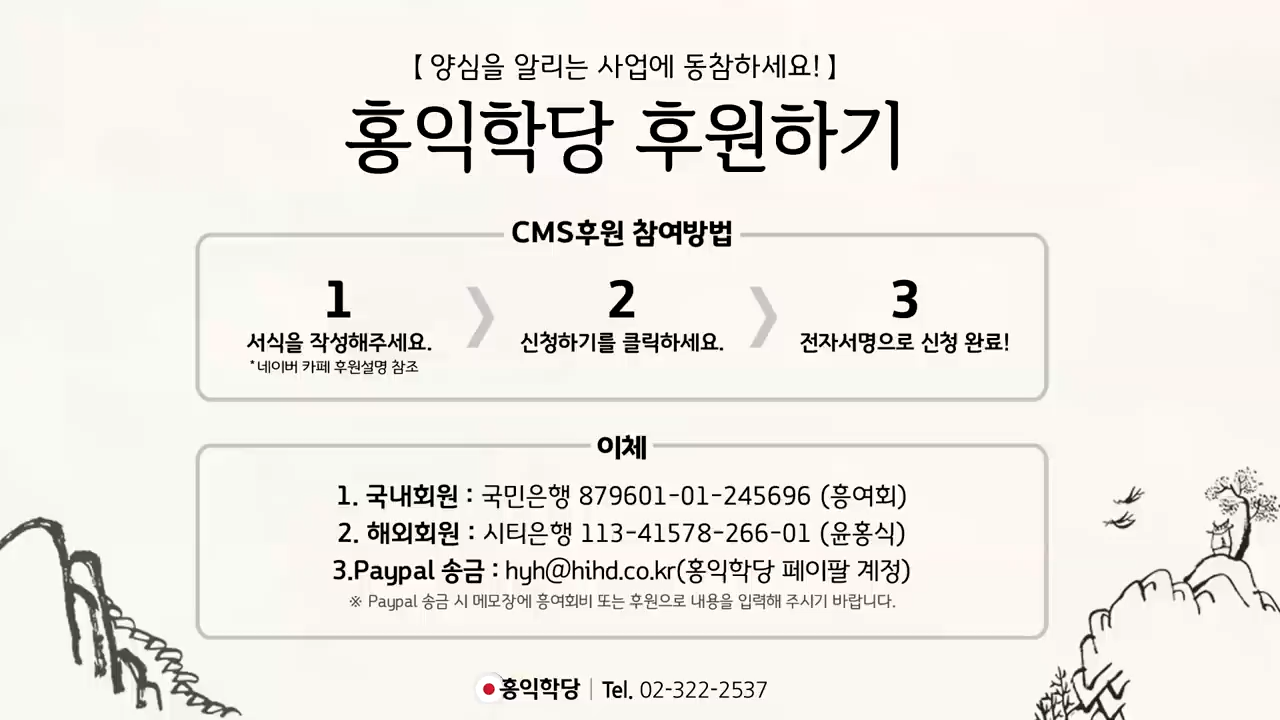 【 양심을 알리는 사업에 동참하세요! 】
홍익학당 후원하기
CMS후원 참여방법
1
서식을 작성해주세요.
*네이버 카페 후원설명 참조
2
신청하기를 클릭하세요.
3
전자서명으로 신청 완료!
이체
1. 국내회원 : 국민은행 879601-01-245696 (흥여회)
2. 해외회원 : 시티은행 113-41578-266-01 (윤홍식)
3.Paypal 송금 : hyh@hihd.co.kr(홍익학당 페이팔 계정)
※ Paypal 송금 시 메모장에 흥여회비 또는 후원으로 내용을 입력해 주시기 바랍니다.
홍익학당 | Tel. 02-322-2537